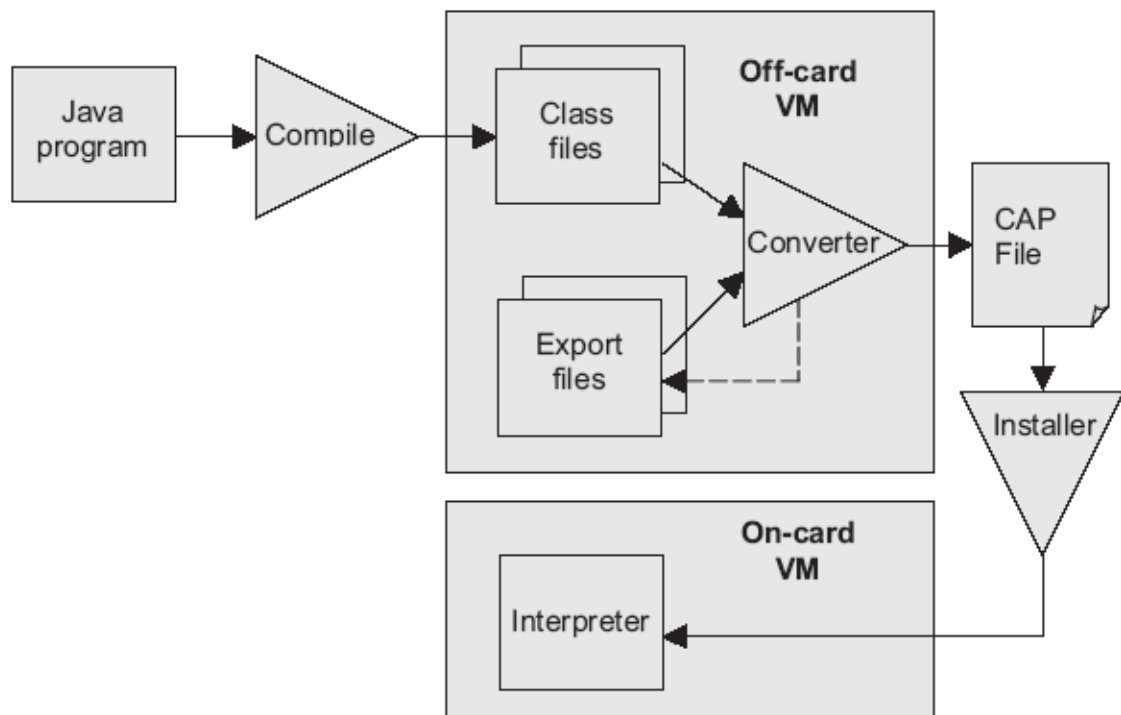 Java
program
Compile
Class
files
Off-card
VM
Converter
Export
files
CAP
File
Installer
On-card
VM
Interpreter